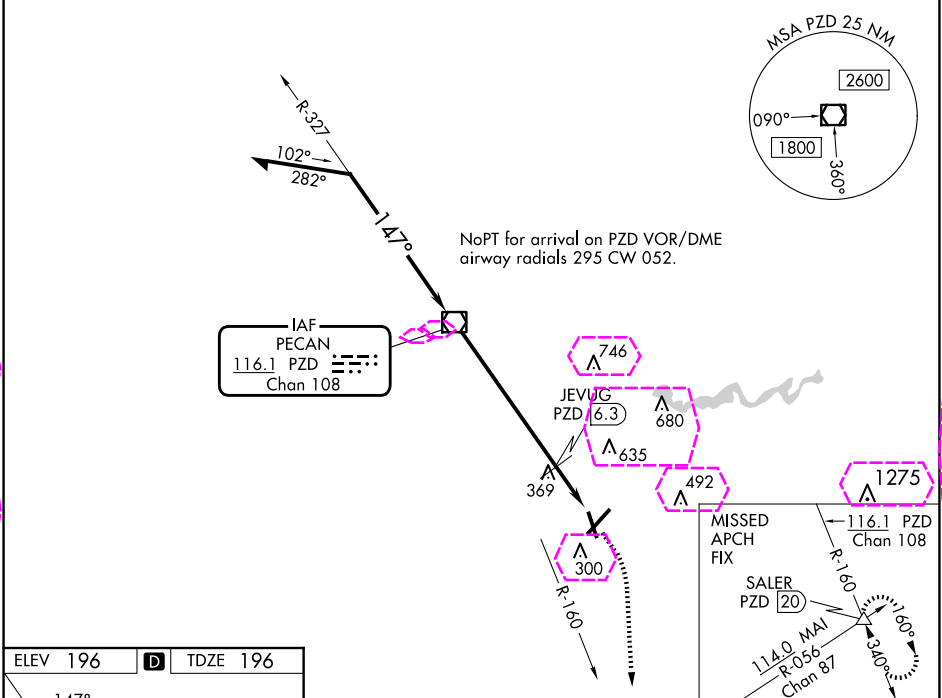 MSA PZD 25 NM
2600
090°
1800
360°
R-327
102°
282°
147°
NoPT for arrival on PZD VOR/DME
airway radials 295 CW 052.
IAF
PECAN
116.1 PZD
Chan 108
746
JEVUG
PZD 6.3
680
635
369
492
1275
300
R-160
MISSED
APCH
FIX
116.1 PZD
Chan 108
R-160
SALER
PZD 20
160°
340°
114.0 MAI
R-056
Chan 87
ELEV 196 D TDZE 196
147°